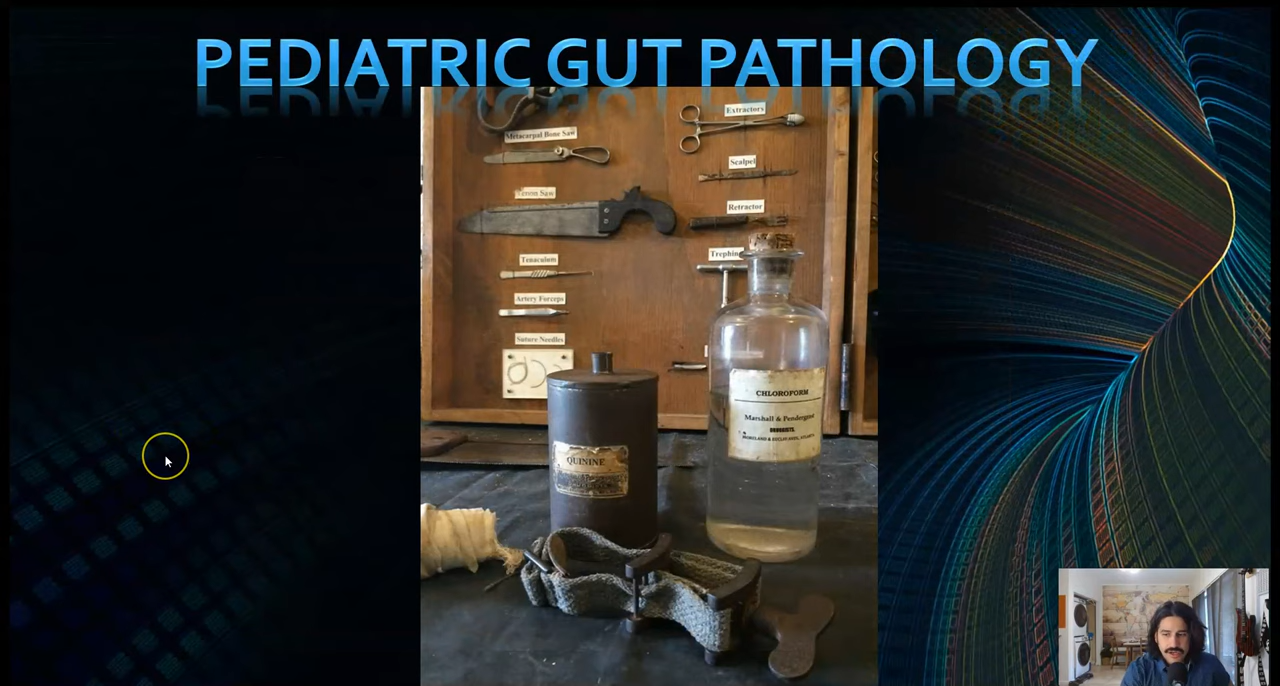 PEDIATRIC GUT PATHOLOGY
Extractors
Metacarpal Bone Saw
Scalpel
Tenon Saw
Retractor
Tenaculum
Artery Forceps
Suture Needles
CHLOROFORM
Marshall & Pendergast
QUININE